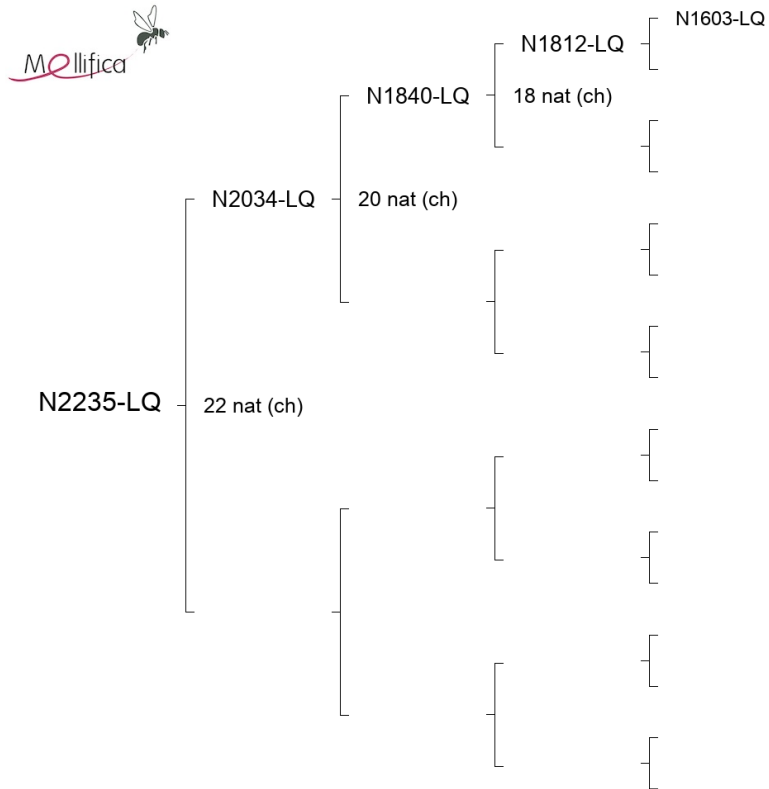 Mellifica
N1603-LQ
N1812-LQ
N1840-LQ
18 nat (ch)
N2034-LQ
20 nat (ch)
N2235-LQ
22 nat (ch)